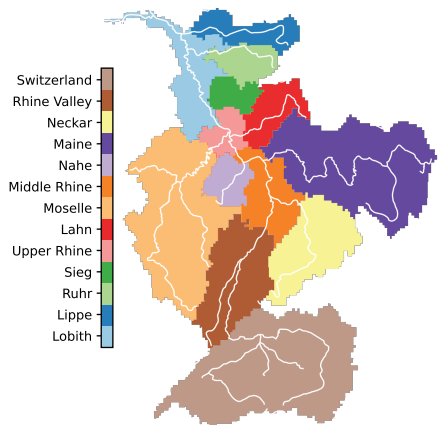 Switzerland
Rhine Valley
Neckar
Maine
Nahe
Middle Rhine
Moselle
Lahn
Upper Rhine
Sieg
Ruhr
Lippe
Lobith